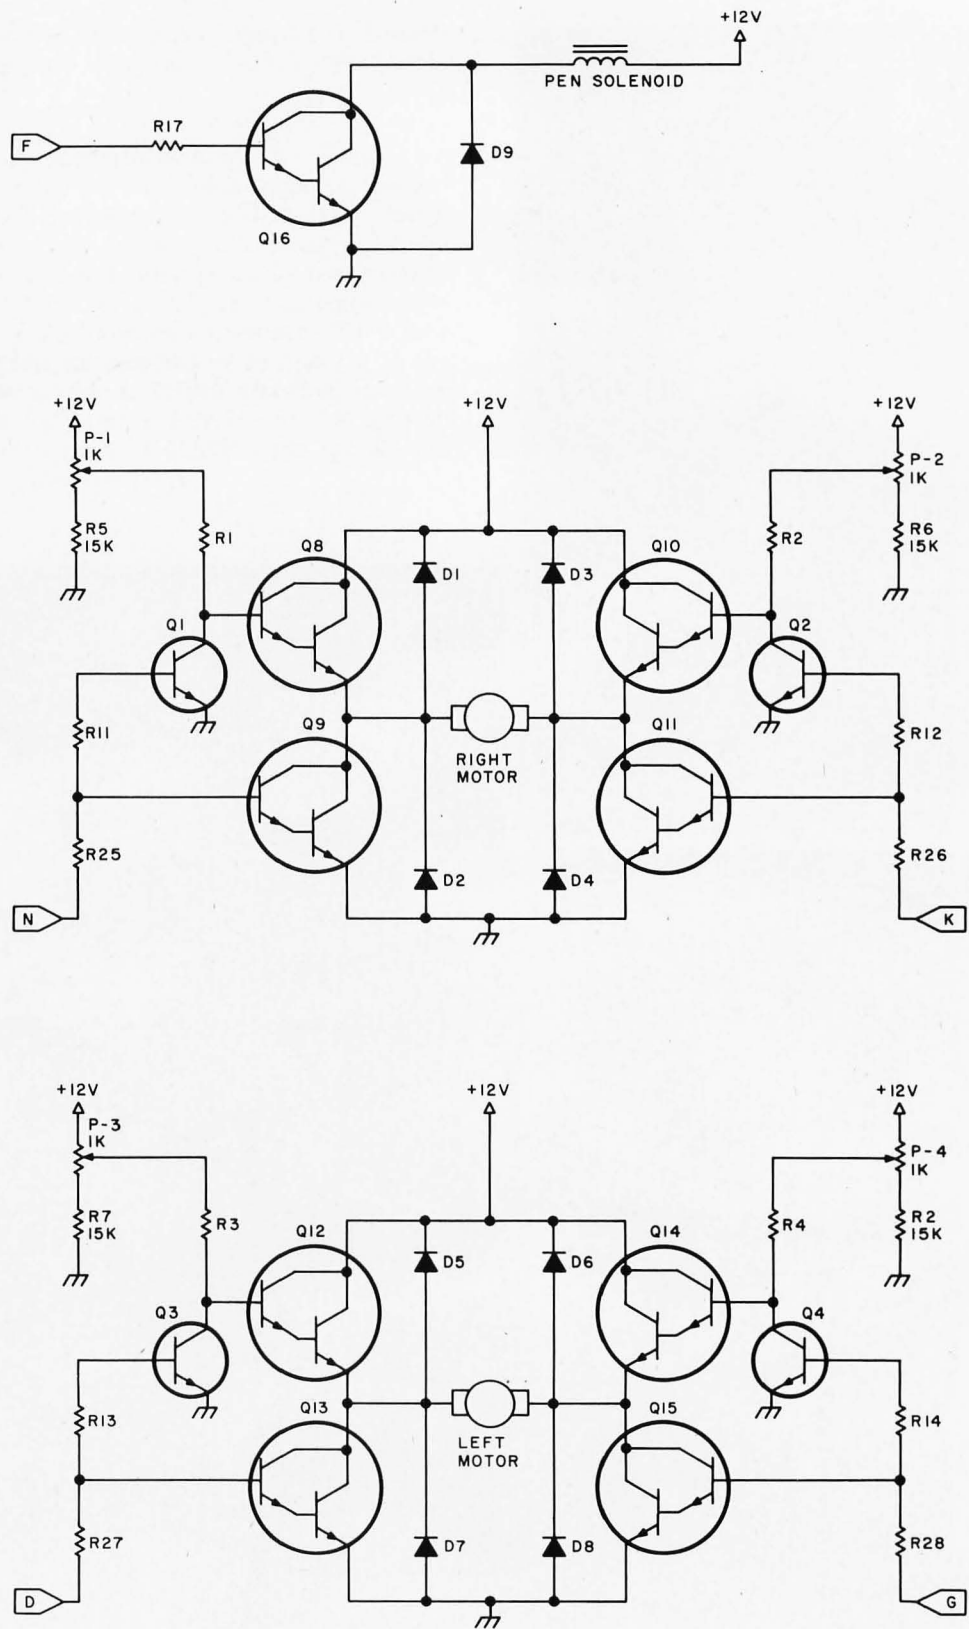 +12V
PEN SOLENOID
F
R17
D9
Q16
+12V
+12V
+12V
P-1
1K
P-2
1K
R5
15K
R1
Q8
D1
D3
Q10
R2
R6
15K
Q1
Q2
R11
Q9
RIGHT
MOTOR
Q11
R12
R25
D2
D4
R26
N
K
+12V
+12V
+12V
P-3
1K
P-4
1K
R7
15K
R3
Q12
D5
D6
Q14
R4
R2
15K
Q3
Q4
R13
Q13
LEFT
MOTOR
Q15
R14
R27
D7
D8
R28
D
G